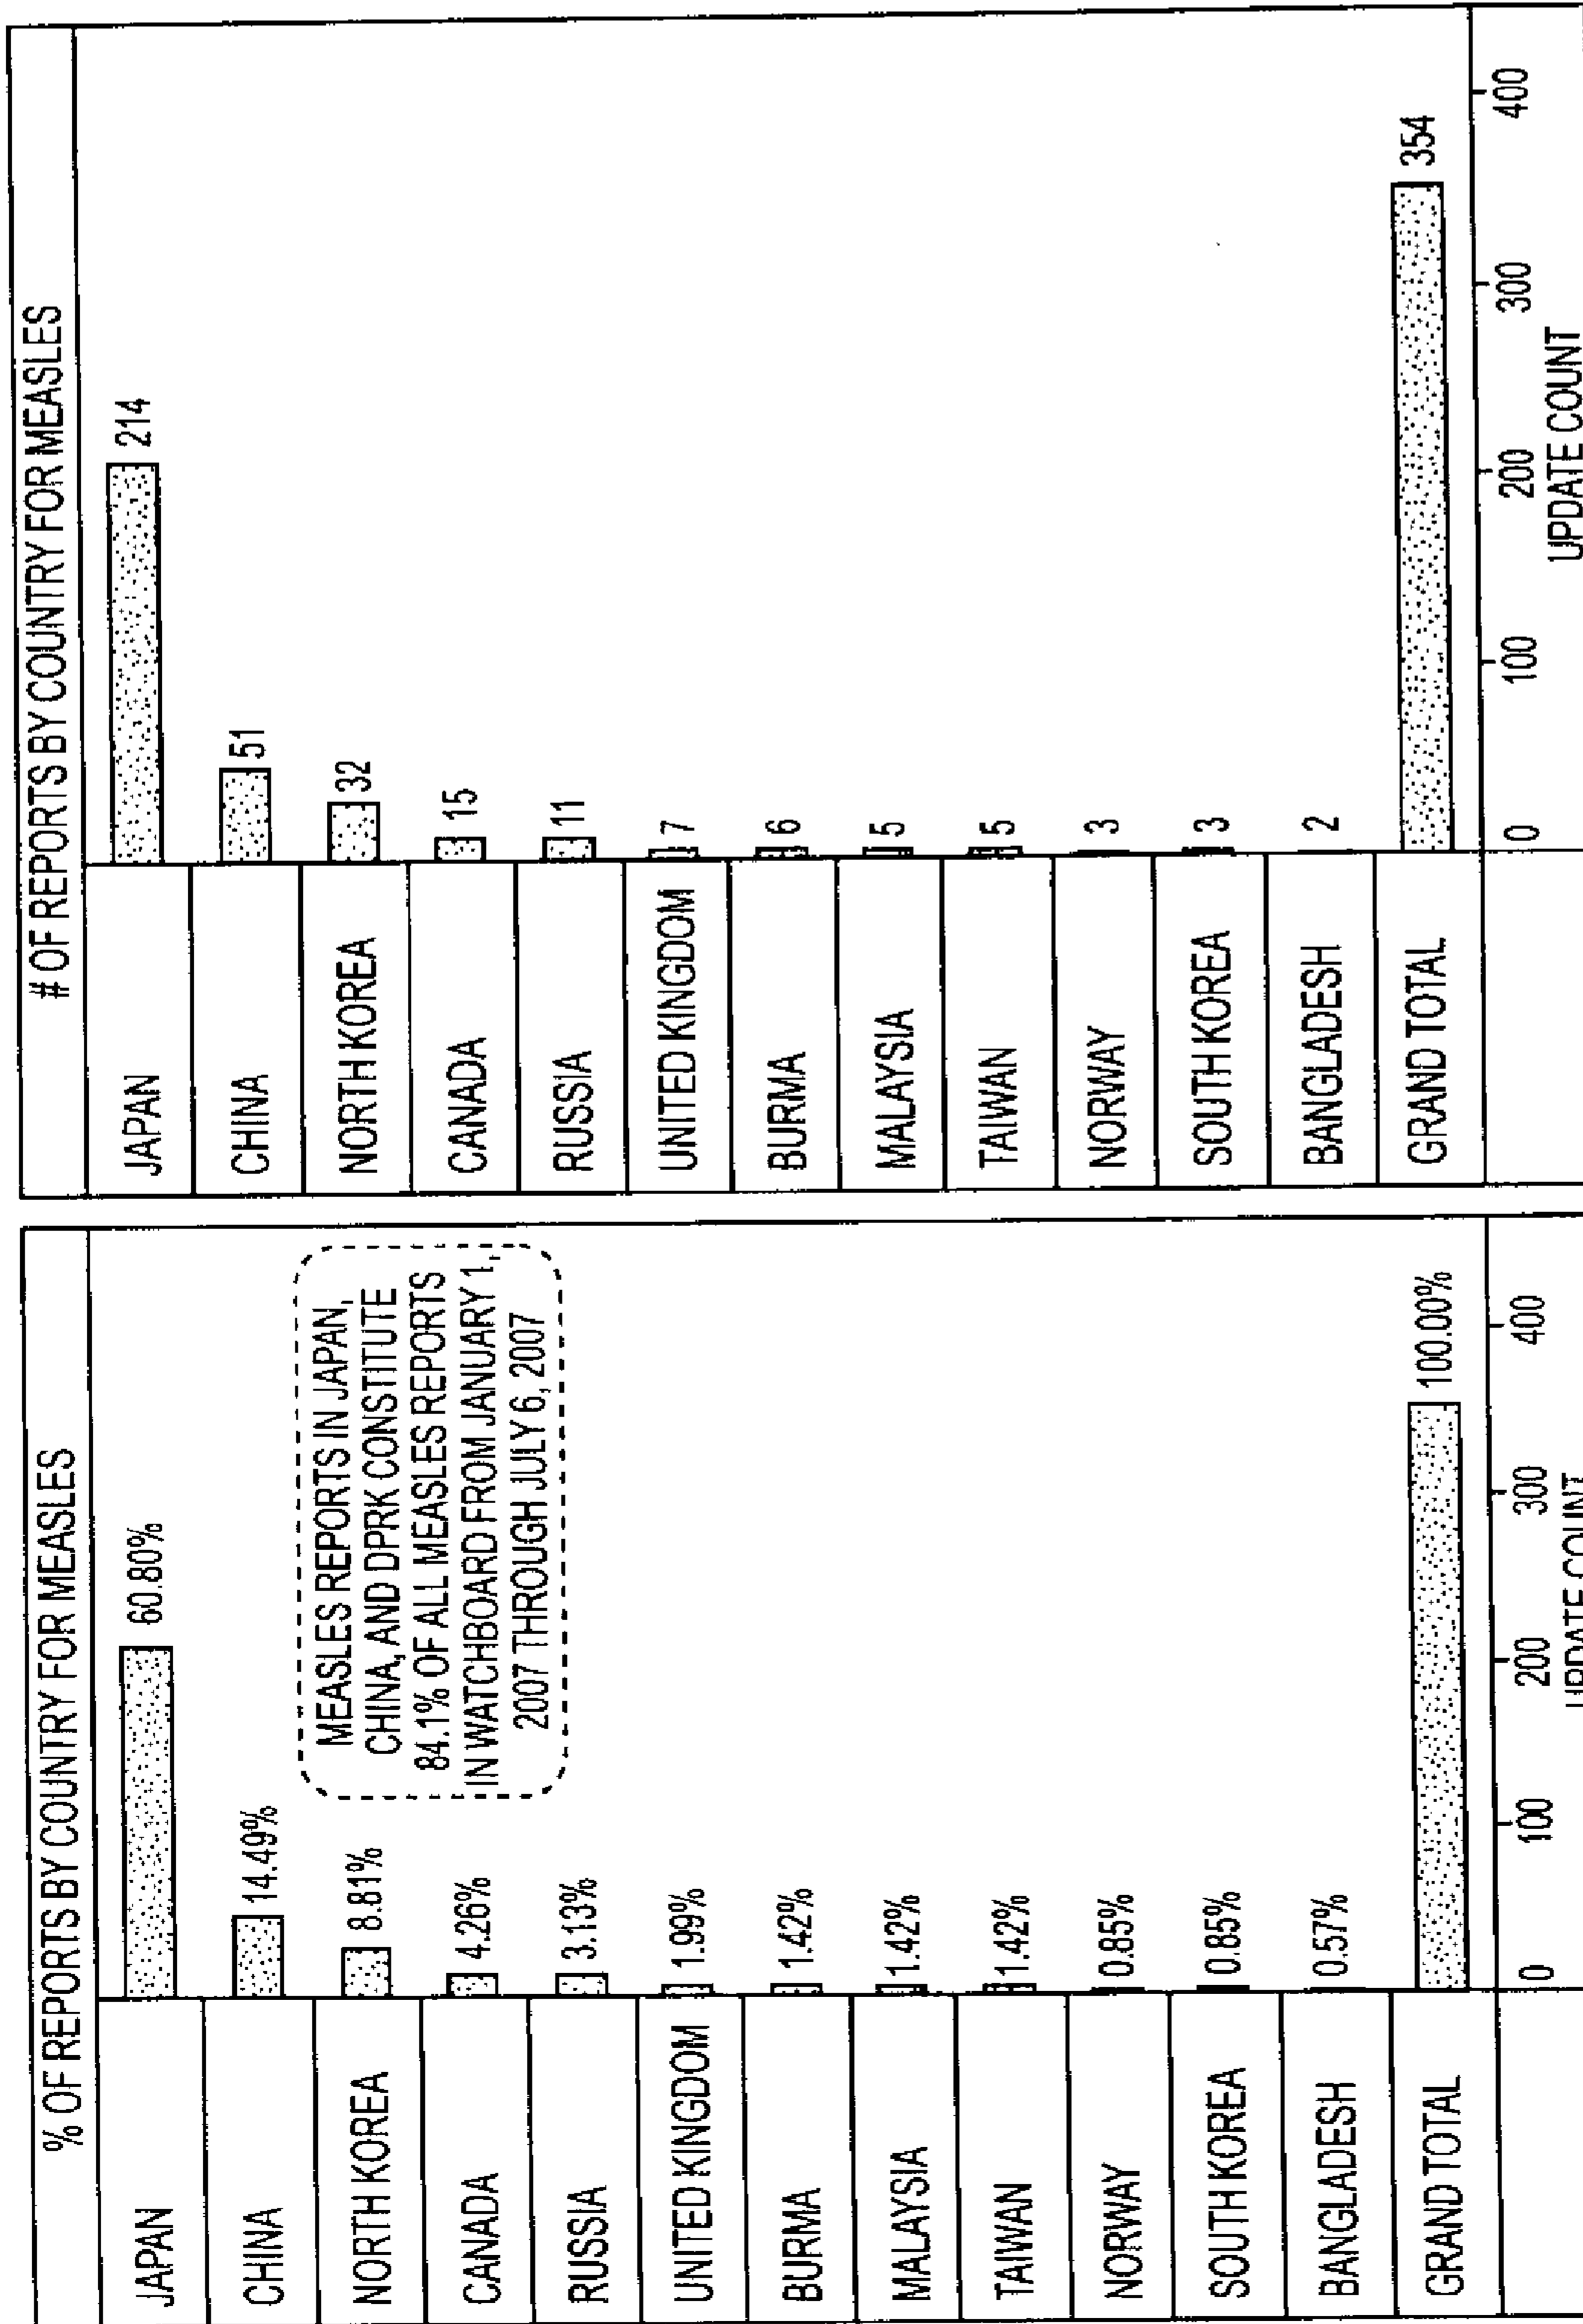 % OF REPORTS BY COUNTRY FOR MEASLES
JAPAN
60.80%
CHINA
14.49%
NORTH KOREA
8.81%
CANADA
4.26%
RUSSIA
3.13%
UNITED KINGDOM
1.99%
BURMA
1.42%
MALAYSIA
1.42%
TAIWAN
1.42%
NORWAY
0.85%
SOUTH KOREA
0.85%
BANGLADESH
0.57%
GRAND TOTAL
100.00%
0 100 200 300 400
UPDATE COUNT
MEASLES REPORTS IN JAPAN,
CHINA, AND DPRK CONSTITUTE
84.1% OF ALL MEASLES REPORTS
IN WATCHBOARD FROM JANUARY 1,
2007 THROUGH JULY 6, 2007
# OF REPORTS BY COUNTRY FOR MEASLES
JAPAN
214
CHINA
51
NORTH KOREA
32
CANADA
15
RUSSIA
11
UNITED KINGDOM
7
BURMA
6
MALAYSIA
5
TAIWAN
5
NORWAY
3
SOUTH KOREA
3
BANGLADESH
2
GRAND TOTAL
354
0 100 200 300 400
UPDATE COUNT